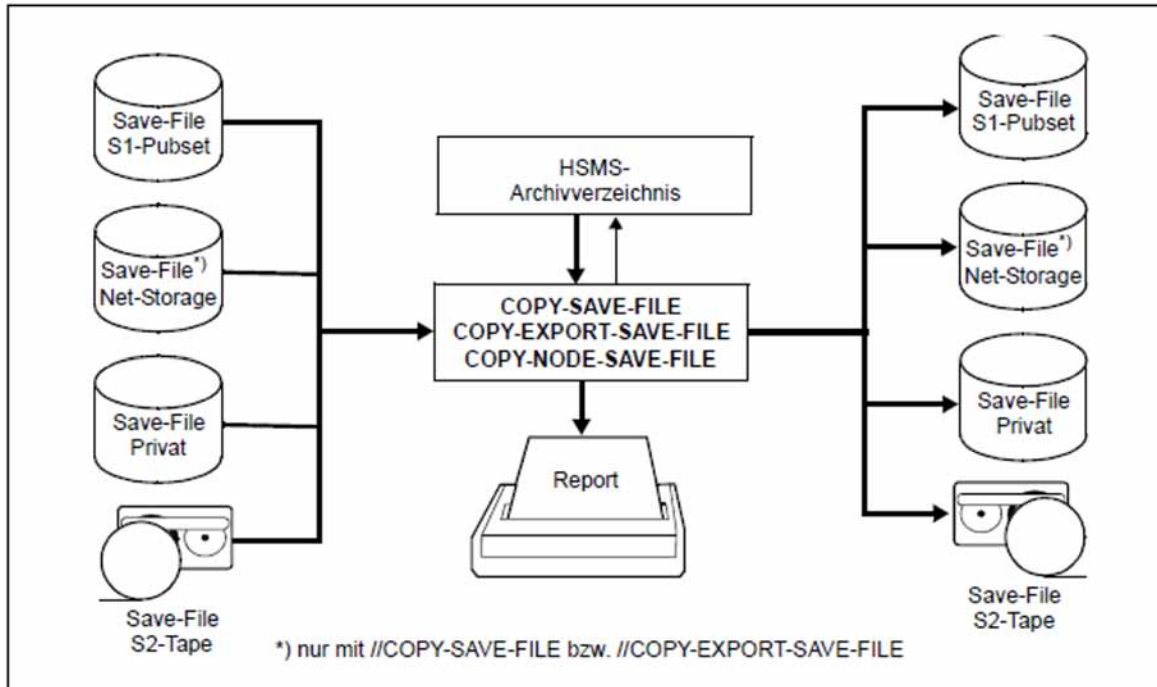 Save-File
S1-Pubset
Save-File*)
Net-Storage
Save-File
Privat
Save-File
S2-Tape
HSMS-
Archivverzeichnis
COPY-SAVE-FILE
COPY-EXPORT-SAVE-FILE
COPY-NODE-SAVE-FILE
Report
Save-File
S1-Pubset
Save-File*)
Net-Storage
Save-File
Privat
Save-File
S2-Tape
*) nur mit //COPY-SAVE-FILE bzw. //COPY-EXPORT-SAVE-FILE